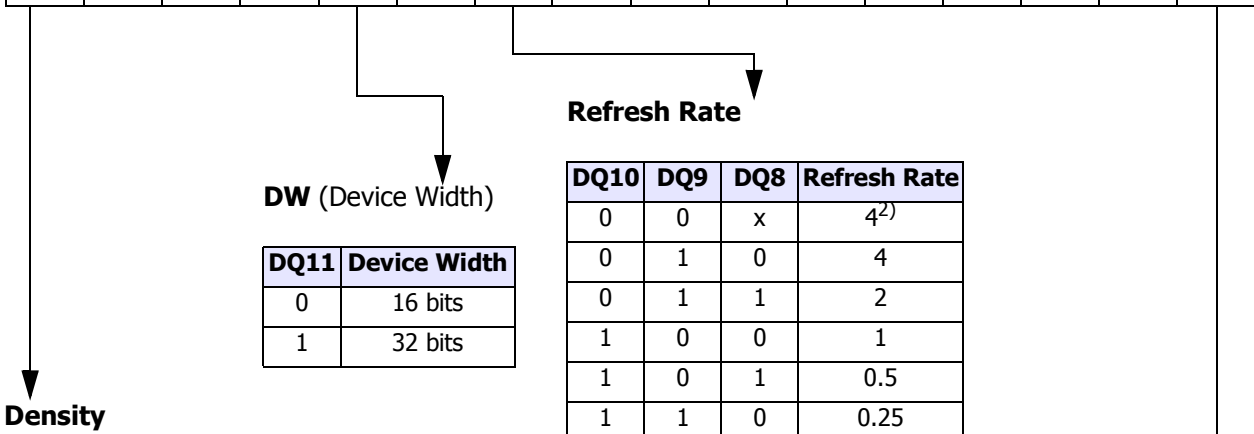 Refresh Rate
DQ10 DQ9 DQ8 Refresh Rate
0 0 x 42)
0 1 0 4
0 1 1 2
1 0 0 1
1 0 1 0.5
1 1 0 0.25
DW (Device Width)
DQ11 Device Width
0 16 bits
1 32 bits
Density